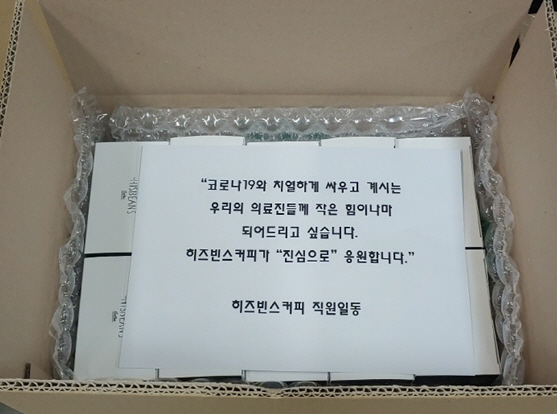 HISBEANS
"코로나19와 치열하게 싸우고 계시는
우리의 의료진들께 작은 힘이나마
되어드리고 싶습니다.
히즈빈스커피가 "진심으로" 응원합니다."
히즈빈스커피 직원일동
HISBEANS